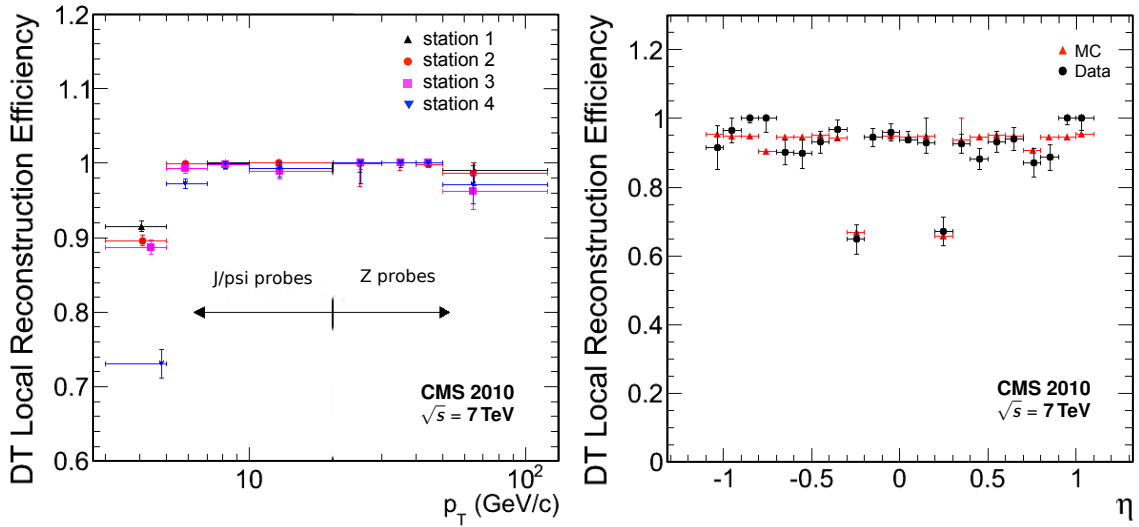 DT Local Reconstruction Efficiency
1.2
1.1
1
0.9
0.8
0.7
0.6
station 1
station 2
station 3
station 4
J/psi probes
Z probes
CMS 2010
√s = 7 TeV
10
10²
p_T (GeV/c)
DT Local Reconstruction Efficiency
1.2
1
0.8
0.6
0.4
0.2
0
MC
Data
CMS 2010
√s = 7 TeV
-1
-0.5
0
0.5
1
η